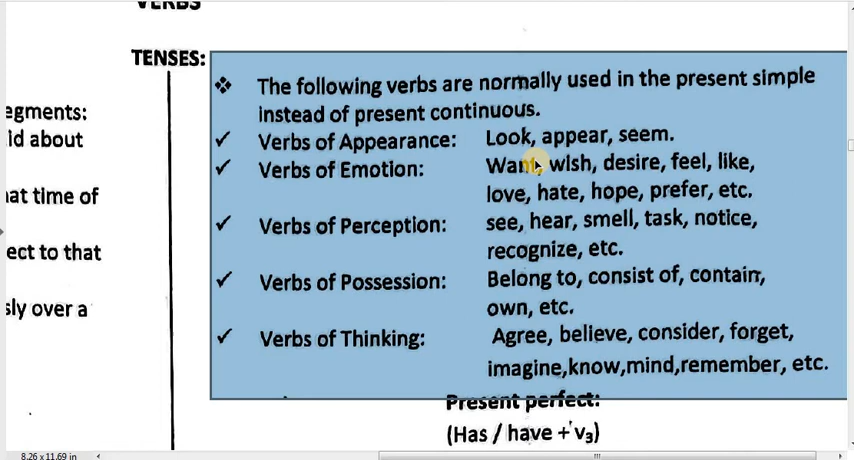 VERBS
TENSES:
❖ The following verbs are normally used in the present simple
instead of present continuous.
egments:
id about
✓ Verbs of Appearance: Look, appear, seem.
✓ Verbs of Emotion: Want, wish, desire, feel, like,
love, hate, hope, prefer, etc.
at time of
✓ Verbs of Perception: see, hear, smell, task, notice,
recognize, etc.
ect to that
✓ Verbs of Possession: Belong to, consist of, contain,
own, etc.
sly over a
✓ Verbs of Thinking: Agree, believe, consider, forget,
imagine,know,mind,remember, etc.
Present perfect:
(Has / have + v₃)
8.26 x 11.69 in